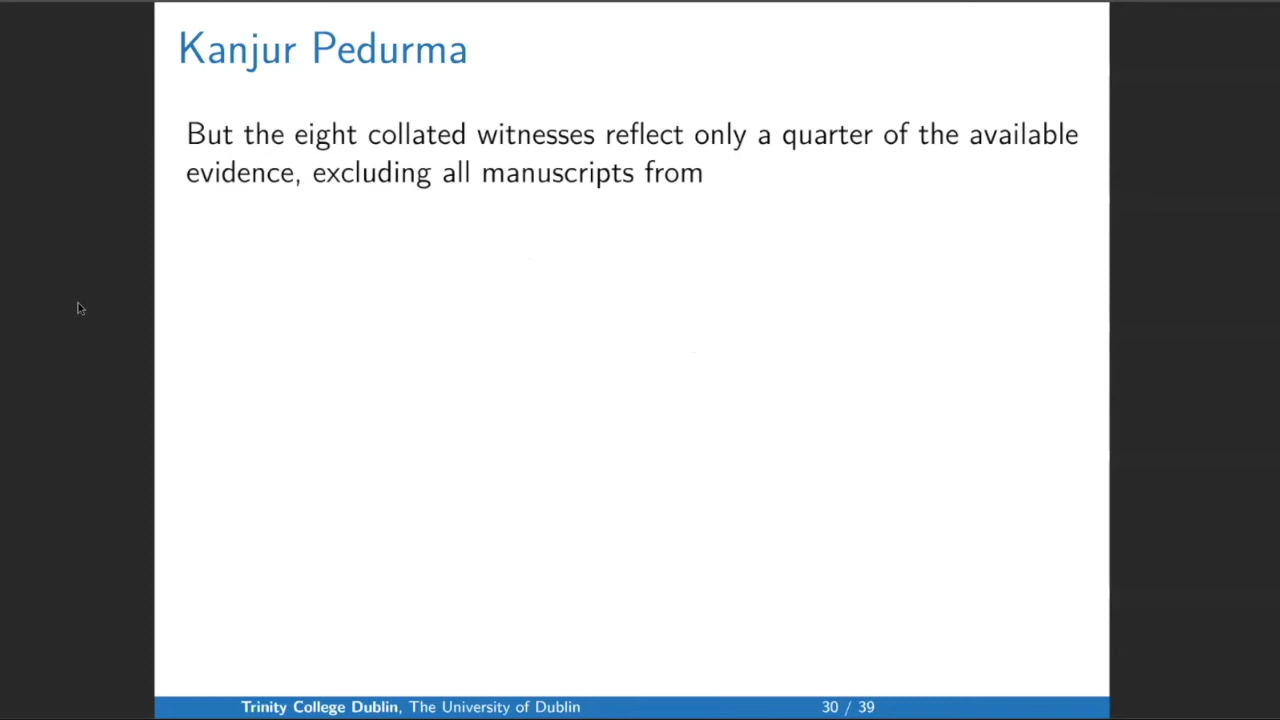 Kanjur Pedurma
But the eight collated witnesses reflect only a quarter of the available
evidence, excluding all manuscripts from
Trinity College Dublin, The University of Dublin 30 / 39